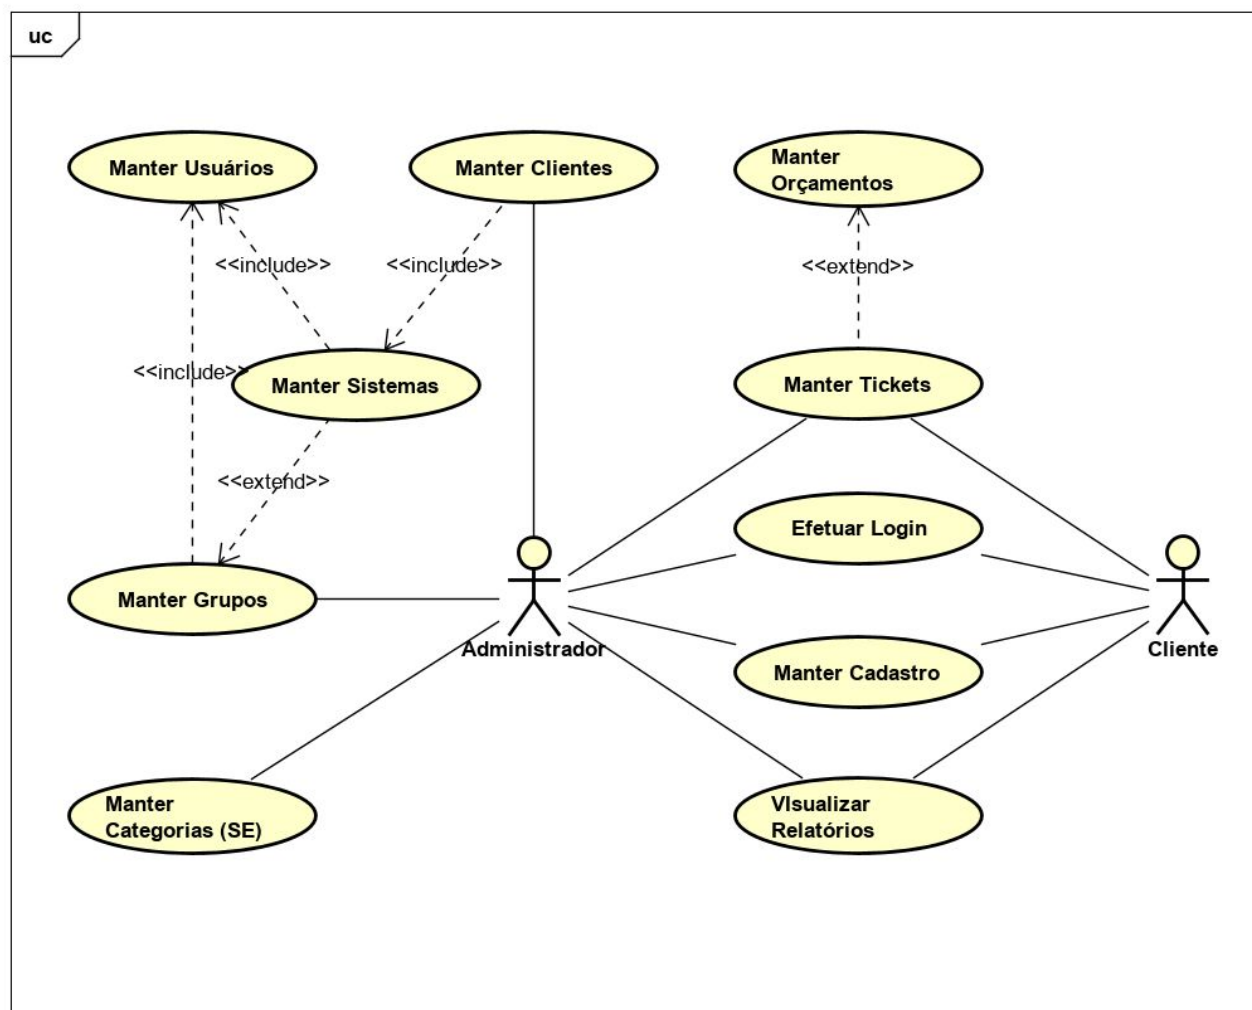 uc
Manter Usuários
Manter Clientes
Manter
Orçamentos
<<include>>
<<include>>
<<extend>>
<<include>>
Manter Sistemas
Manter Tickets
<<extend>>
Efetuar Login
Manter Grupos
Administrador
Cliente
Manter Cadastro
Manter
Categorias (SE)
VIsualizar
Relatórios